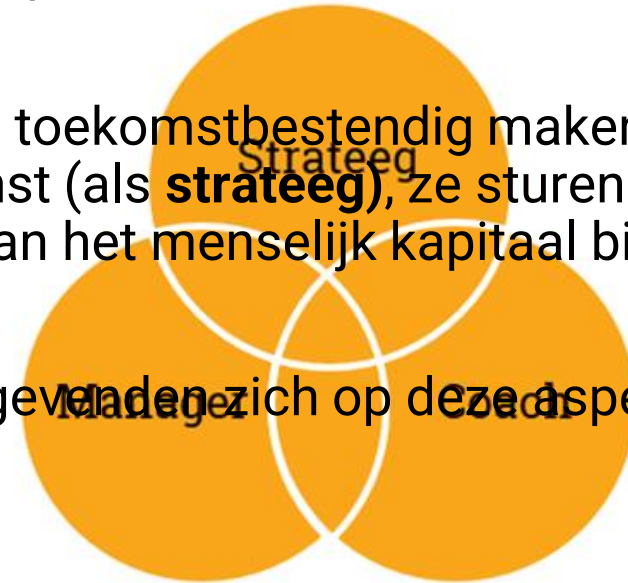 Strateeg
toekomstbestendig maken
st (als strateeg), ze sturen
an het menselijk kapitaal bi
gevenden zich op deze aspe
Manager
Coach